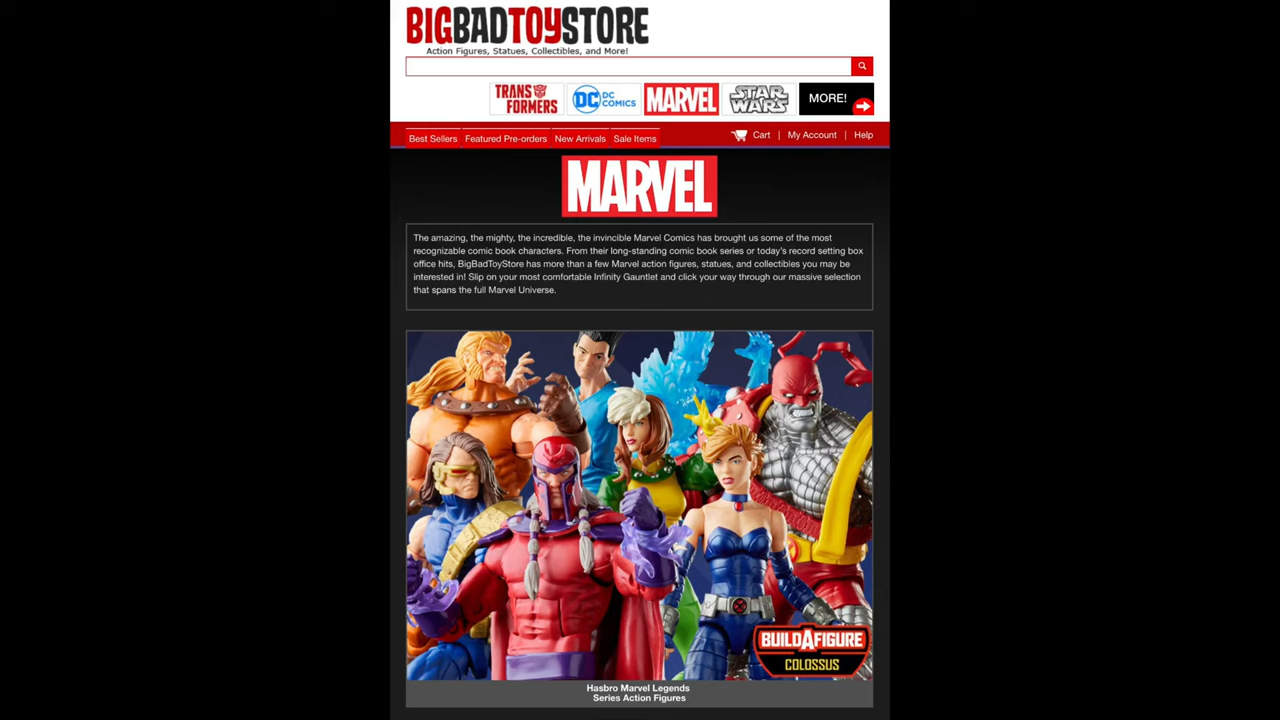 BIGBADTOYSTORE
Action Figures, Statues, Collectibles, and More!
TRANSFORMERS
DC DC COMICS
MARVEL
STAR WARS
MORE!
Best Sellers Featured Pre-orders New Arrivals Sale Items
Cart | My Account | Help
MARVEL
The amazing, the mighty, the incredible, the invincible Marvel Comics has brought us some of the most
recognizable comic book characters. From their long-standing comic book series or today's record setting box
office hits, BigBadToyStore has more than a few Marvel action figures, statues, and collectibles you may be
interested in! Slip on your most comfortable Infinity Gauntlet and click your way through our massive selection
that spans the full Marvel Universe.
BUILDAFIGURE
COLOSSUS
Hasbro Marvel Legends
Series Action Figures